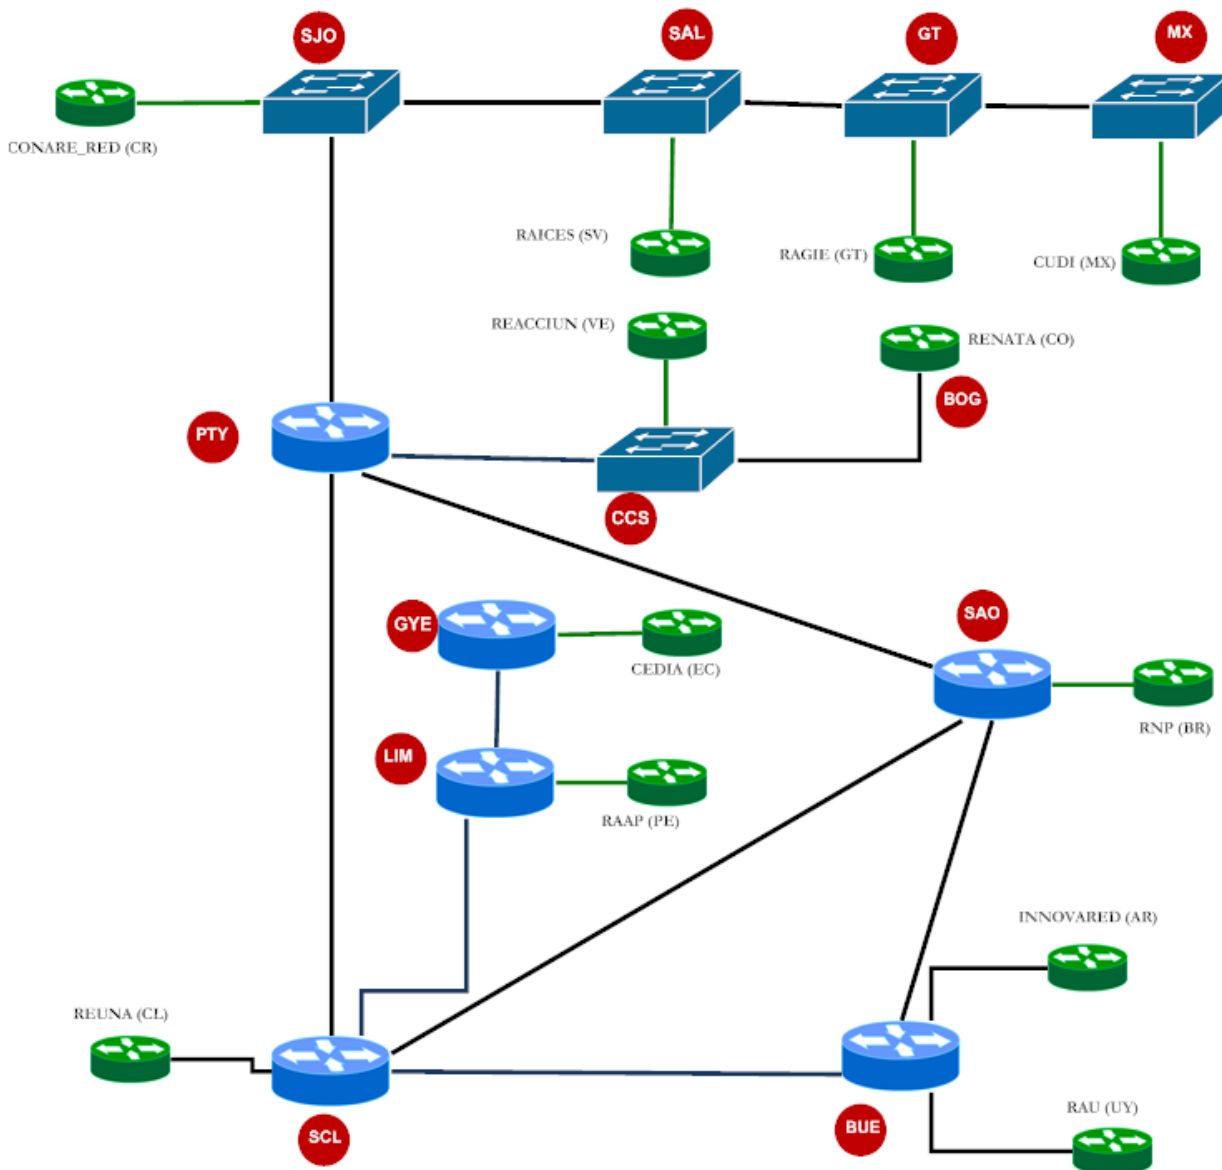 SJO
SAL
GT
MX
CONARE_RED (CR)
RAICES (SV)
RAGIE (GT)
CUDI (MX)
REACCIUN (VE)
RENATA (CO)
BOG
PTY
CCS
GYE
SAO
CEDIA (EC)
RNP (BR)
LIM
RAAP (PE)
INNOVARED (AR)
REUNA (CL)
RAU (UY)
BUE
SCL